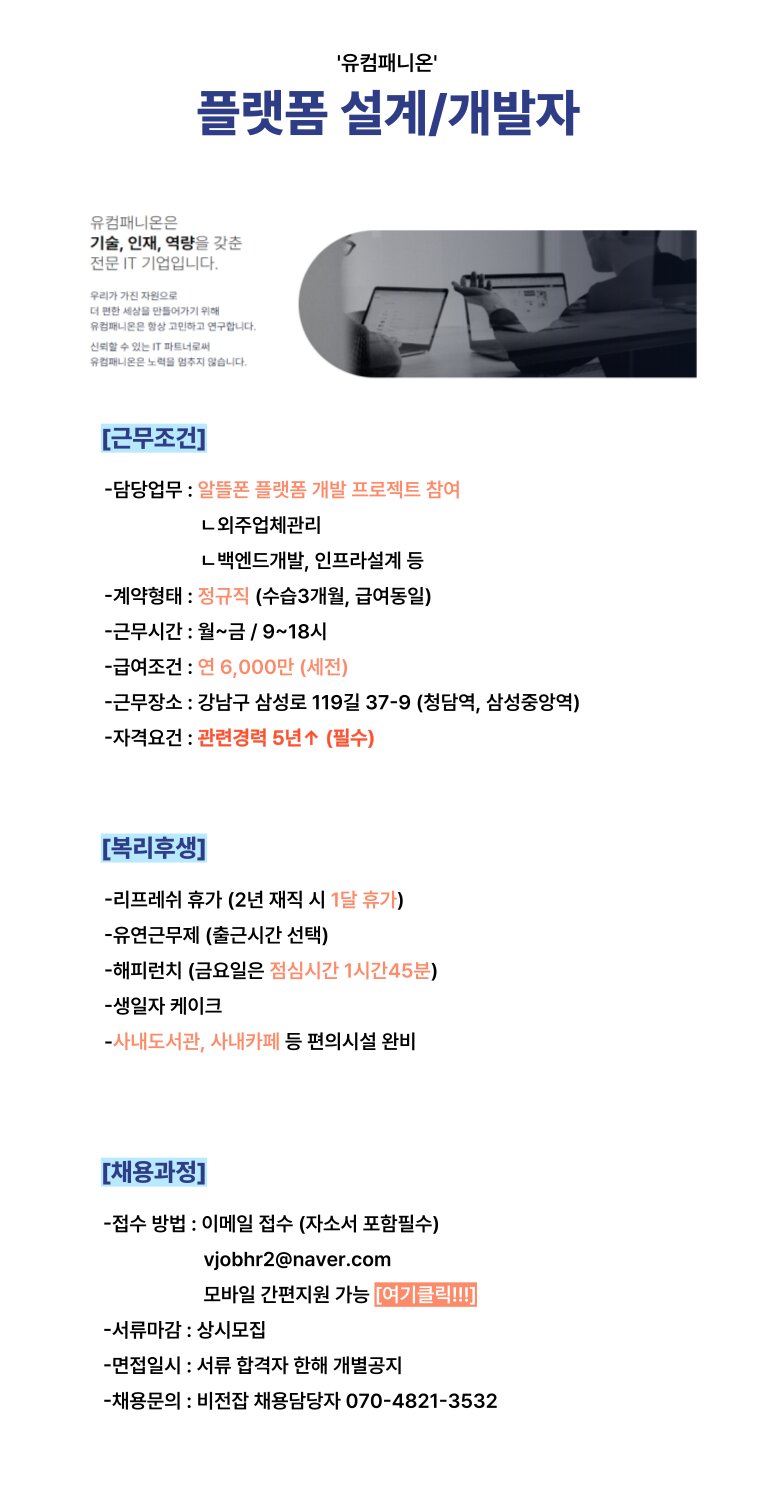 '유컴패니온'
플랫폼 설계/개발자
유컴패니온은
기술, 인재, 역량을 갖춘
전문 IT 기업입니다.
우리가 가진 자원으로
더 편한 세상을 만들어가기 위해
유컴패니온은 항상 고민하고 연구합니다.
신뢰할 수 있는 IT 파트너로써
유컴패니온은 노력을 멈추지 않습니다.
[근무조건]
-담당업무 : 알뜰폰 플랫폼 개발 프로젝트 참여
ㄴ외주업체관리
ㄴ백엔드개발, 인프라설계 등
-계약형태 : 정규직 (수습3개월, 급여동일)
-근무시간 : 월~금 / 9~18시
-급여조건 : 연 6,000만 (세전)
-근무장소 : 강남구 삼성로 119길 37-9 (청담역, 삼성중앙역)
-자격요건 : 관련경력 5년↑ (필수)
[복리후생]
-리프레쉬 휴가 (2년 재직 시 1달 휴가)
-유연근무제 (출근시간 선택)
-해피런치 (금요일은 점심시간 1시간45분)
-생일자 케이크
-사내도서관, 사내카페 등 편의시설 완비
[채용과정]
-접수 방법 : 이메일 접수 (자소서 포함필수)
vjobhr2@naver.com
모바일 간편지원 가능 [여기클릭!!!]
-서류마감 : 상시모집
-면접일시 : 서류 합격자 한해 개별공지
-채용문의 : 비전잡 채용담당자 070-4821-3532